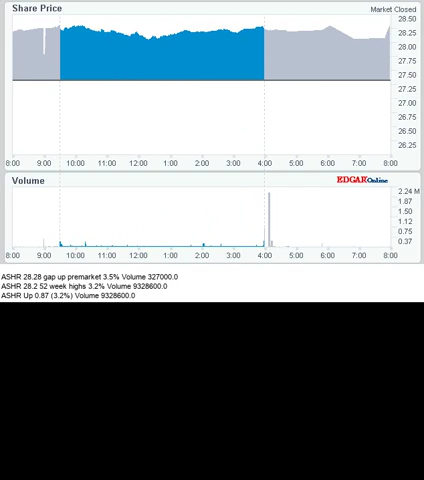 Share Price
Market Closed
28.50
28.25
28.00
27.75
27.50
27.25
27.00
26.75
26.50
26.25
8:00 9:00 10:00 11:00 12:00 1:00 2:00 3:00 4:00 5:00 6:00 7:00 8:00
Volume
EDGAROnline
2.24 M
1.87
1.50
1.12
0.75
0.37
8:00 9:00 10:00 11:00 12:00 1:00 2:00 3:00 4:00 5:00 6:00 7:00 8:00
ASHR 28.28 gap up premarket 3.5% Volume 327000.0
ASHR 28.2 52 week highs 3.2% Volume 9328600.0
ASHR Up 0.87 (3.2%) Volume 9328600.0